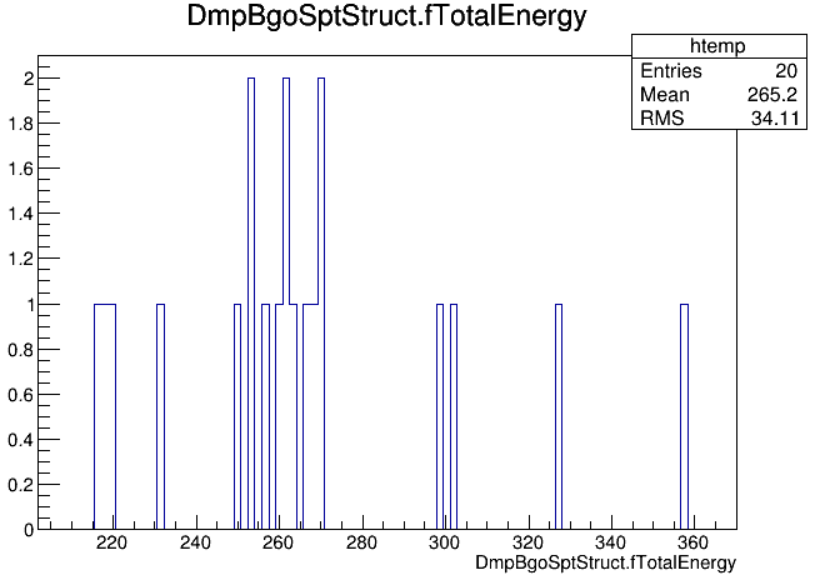 DmpBgoSptStruct.fTotalEnergy
htemp
Entries 20
Mean 265.2
RMS 34.11
2
1.8
1.6
1.4
1.2
1
0.8
0.6
0.4
0.2
0
220 240 260 280 300 320 340 360
DmpBgoSptStruct.fTotalEnergy